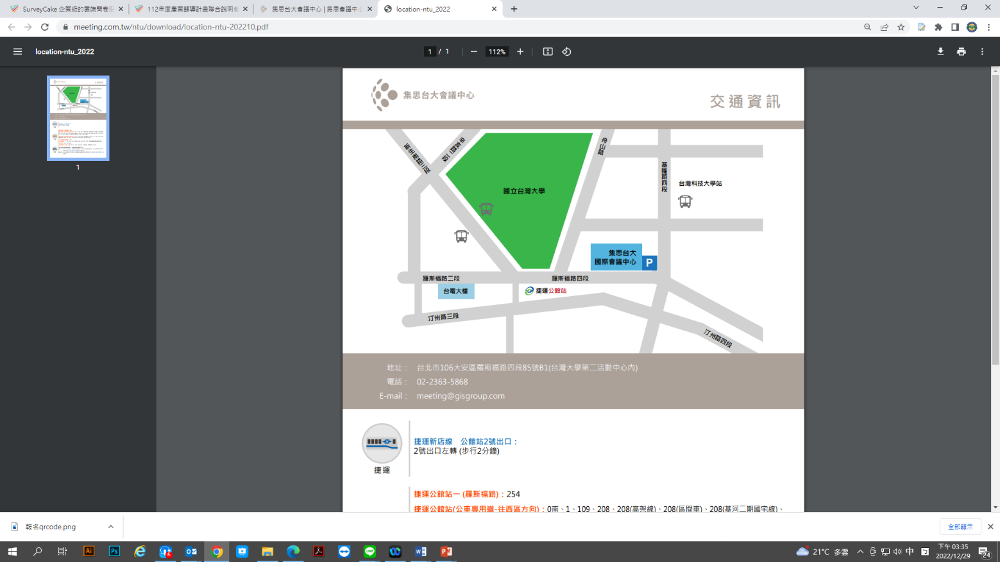 SurveyCake 企業級的雲端問卷
112年度產業輔導計畫聯合說明會
集思台大會議中心 | 集思會議中心
location-ntu_2022
meeting.com.tw/ntu/download/location-ntu-202210.pdf
location-ntu_2022
1 / 1
112%
1
集思台大會議中心
交通資訊
新生南路三段
辛亥路二段
舟山路
基隆路四段
國立台灣大學
台灣科技大學站
集思台大
國際會議中心
P
羅斯福路三段
羅斯福路四段
台電大樓
捷運公館站
汀州路三段
汀州路四段
地址： 台北市106大安區羅斯福路四段85號B1(台灣大學第二活動中心內)
電話： 02-2363-5868
E-mail： meeting@gisgroup.com
捷運新店線 公館站2號出口：
2號出口左轉 (步行2分鐘)
捷運
捷運公館站一 (羅斯福路)：254
捷運公館站(公車專用道-往西區方向)：0南、1、109、208、208(高架線)、208(區間車)、208(基河二期國宅線)、
報名qrcode.png
全部顯示
Ai
Ps
6
21°C 多雲
中
下午 03:35
2022/12/29
24